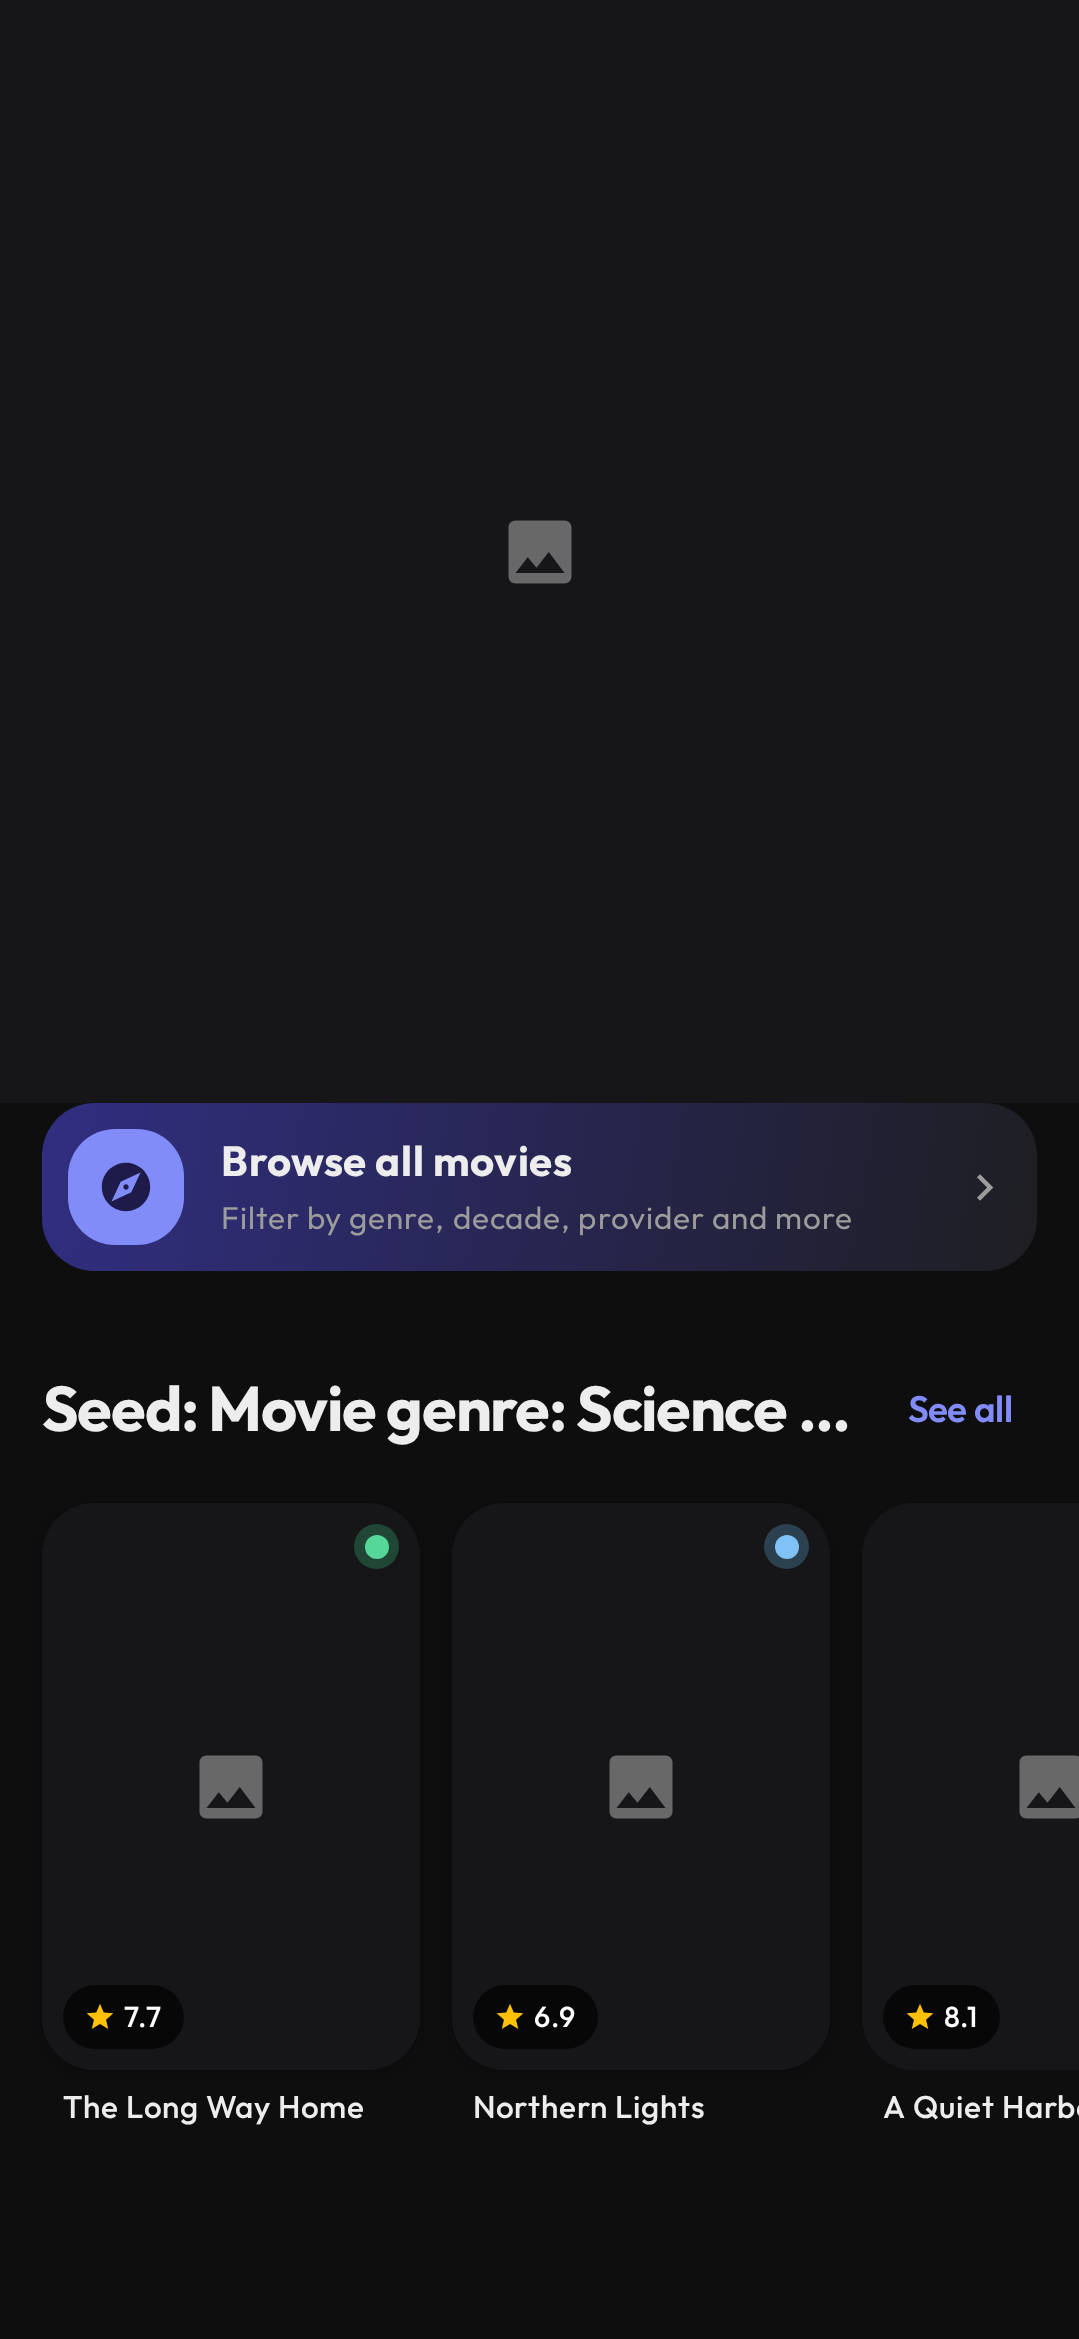 Browse all movies
Filter by genre, decade, provider and more
Seed: Movie genre: Science ...
See all
7.7
6.9
8.1
The Long Way Home
Northern Lights
A Quiet